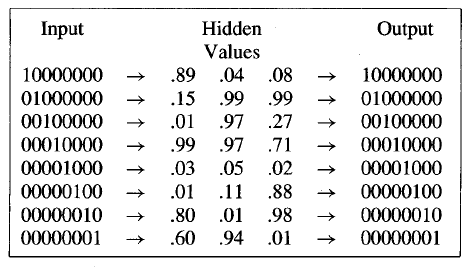 Input Hidden Output
Values
10000000 → .89 .04 .08 → 10000000
01000000 → .15 .99 .99 → 01000000
00100000 → .01 .97 .27 → 00100000
00010000 → .99 .97 .71 → 00010000
00001000 → .03 .05 .02 → 00001000
00000100 → .01 .11 .88 → 00000100
00000010 → .80 .01 .98 → 00000010
00000001 → .60 .94 .01 → 00000001